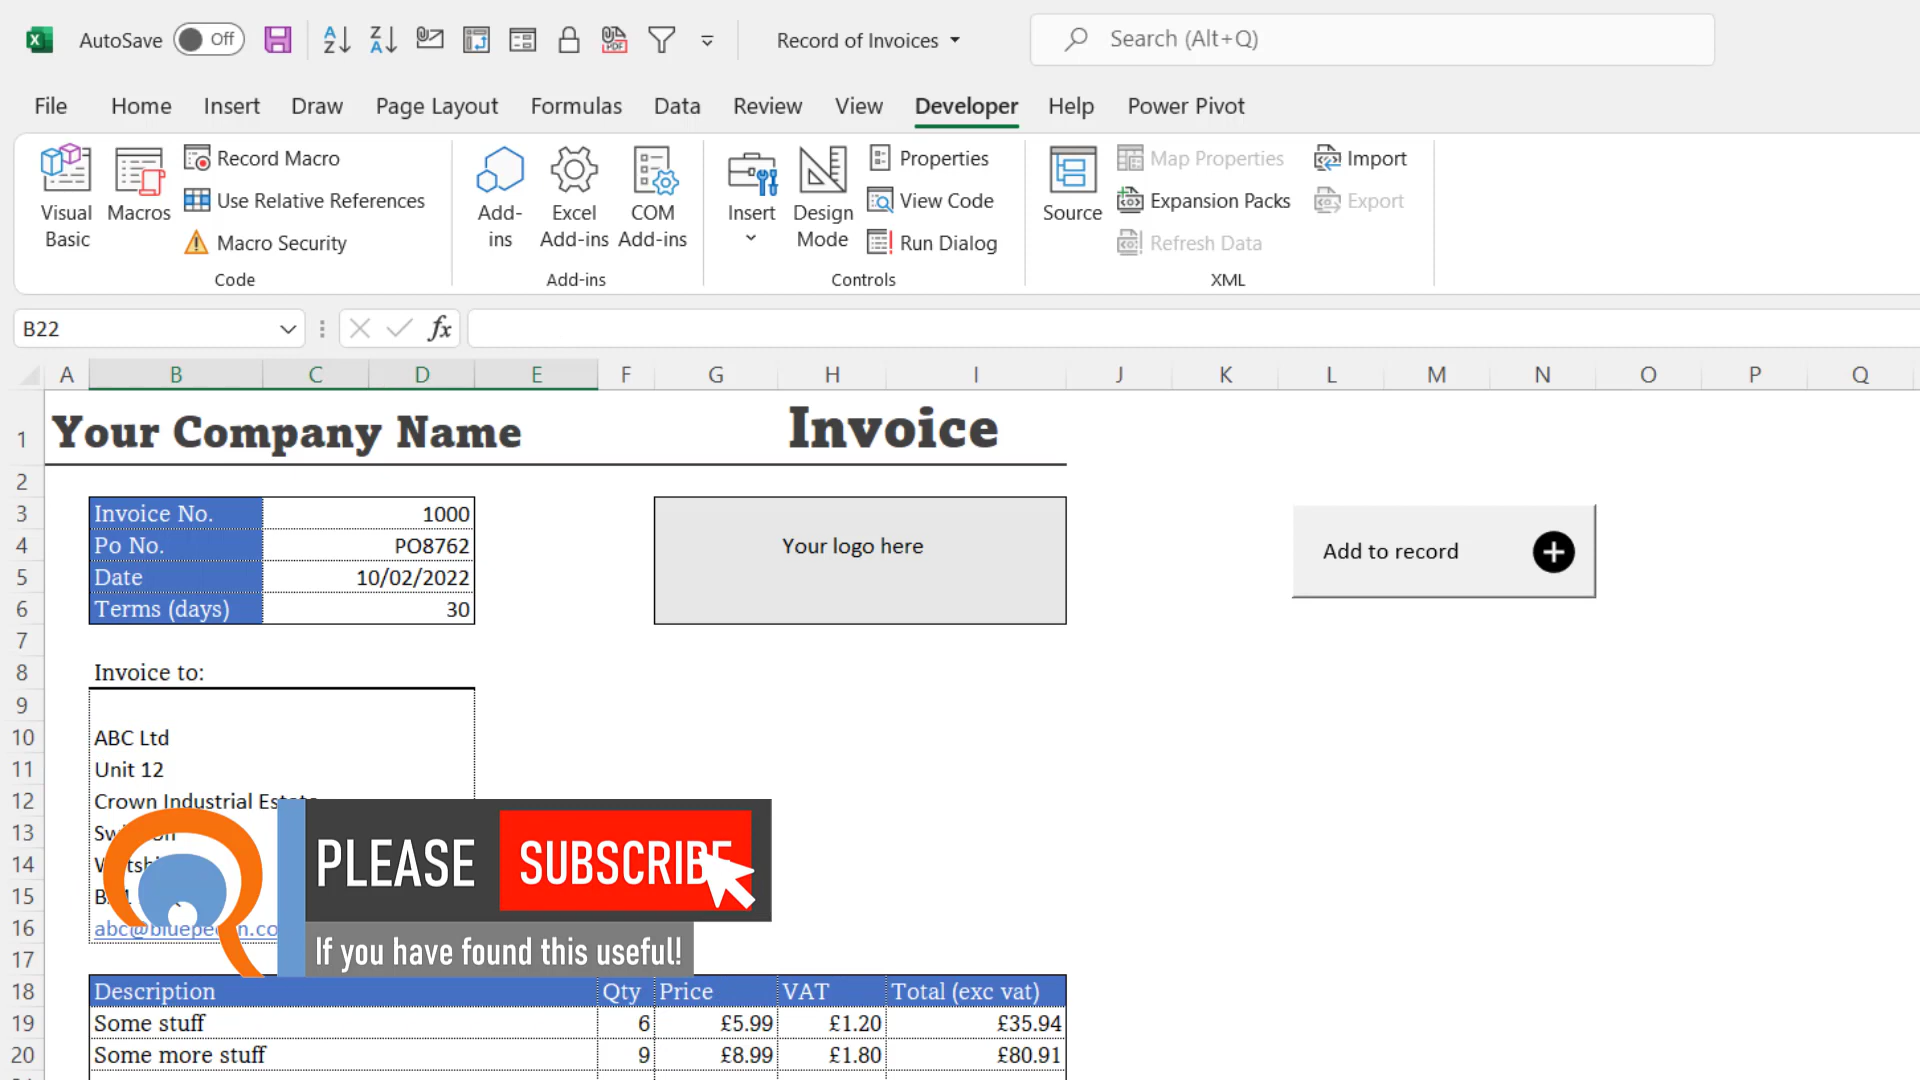 AutoSave Off Record of Invoices Search (Alt+Q)
File Home Insert Draw Page Layout Formulas Data Review View Developer Help Power Pivot
Visual Basic
Macros
Record Macro
Use Relative References
Macro Security
Code
Add-ins
Excel Add-ins
COM Add-ins
Add-ins
Insert
Design Mode
Properties
View Code
Run Dialog
Controls
Source
Map Properties
Expansion Packs
Refresh Data
Import
Export
XML
B22 fx
A B C D E F G H I J K L M N O P Q
1 Your Company Name Invoice
2
3 Invoice No. 1000
4 Po No. PO8762 Your logo here Add to record
5 Date 10/02/2022
6 Terms (days) 30
7
8 Invoice to:
9
10 ABC Ltd
11 Unit 12
12 Crown Industrial Estate
13
14
15
16
17
PLEASE SUBSCRIBE
If you have found this useful!
18 Description Qty Price VAT Total (exc vat)
19 Some stuff 6 £5.99 £1.20 £35.94
20 Some more stuff 9 £8.99 £1.80 £80.91